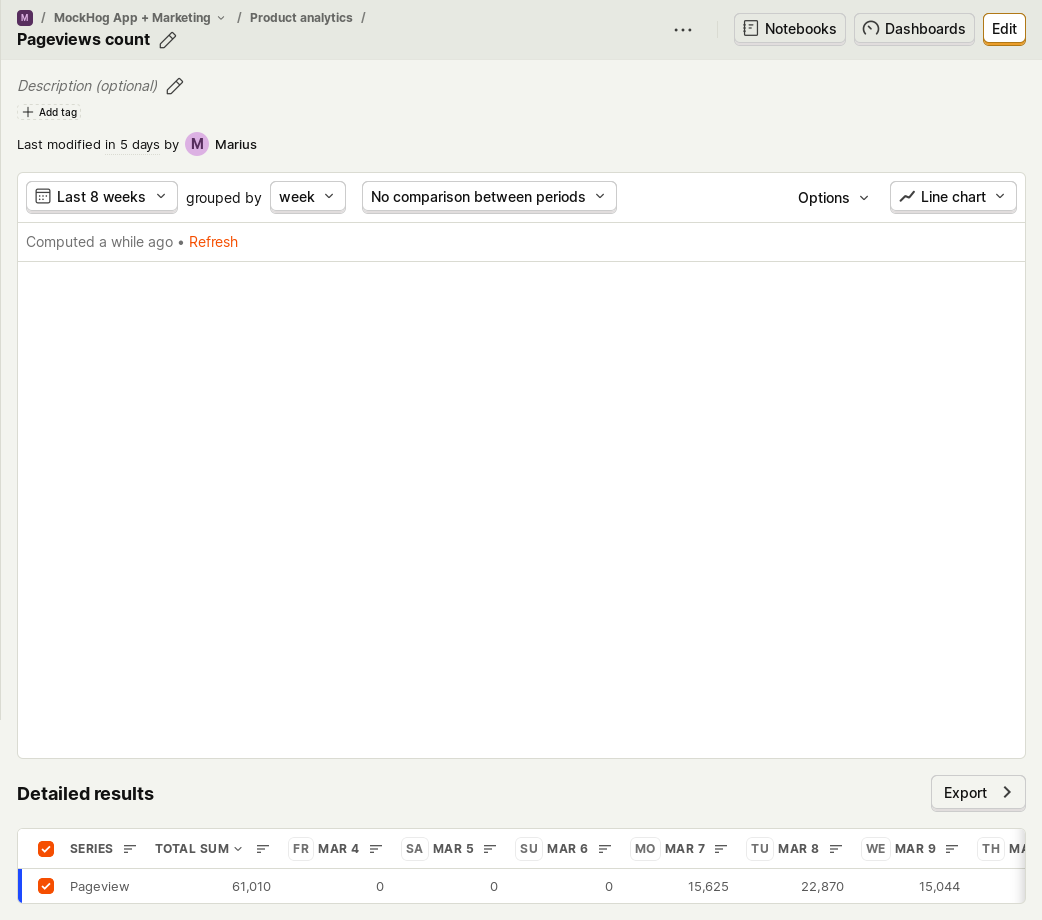 M / MockHog App + Marketing / Product analytics /
Pageviews count
Notebooks Dashboards Edit
Description (optional)
+ Add tag
Last modified in 5 days by M Marius
Last 8 weeks grouped by week No comparison between periods Options Line chart
Computed a while ago • Refresh
Detailed results
Export
SERIES TOTAL SUM FR MAR 4 SA MAR 5 SU MAR 6 MO MAR 7 TU MAR 8 WE MAR 9 TH
Pageview 61,010 0 0 0 15,625 22,870 15,044